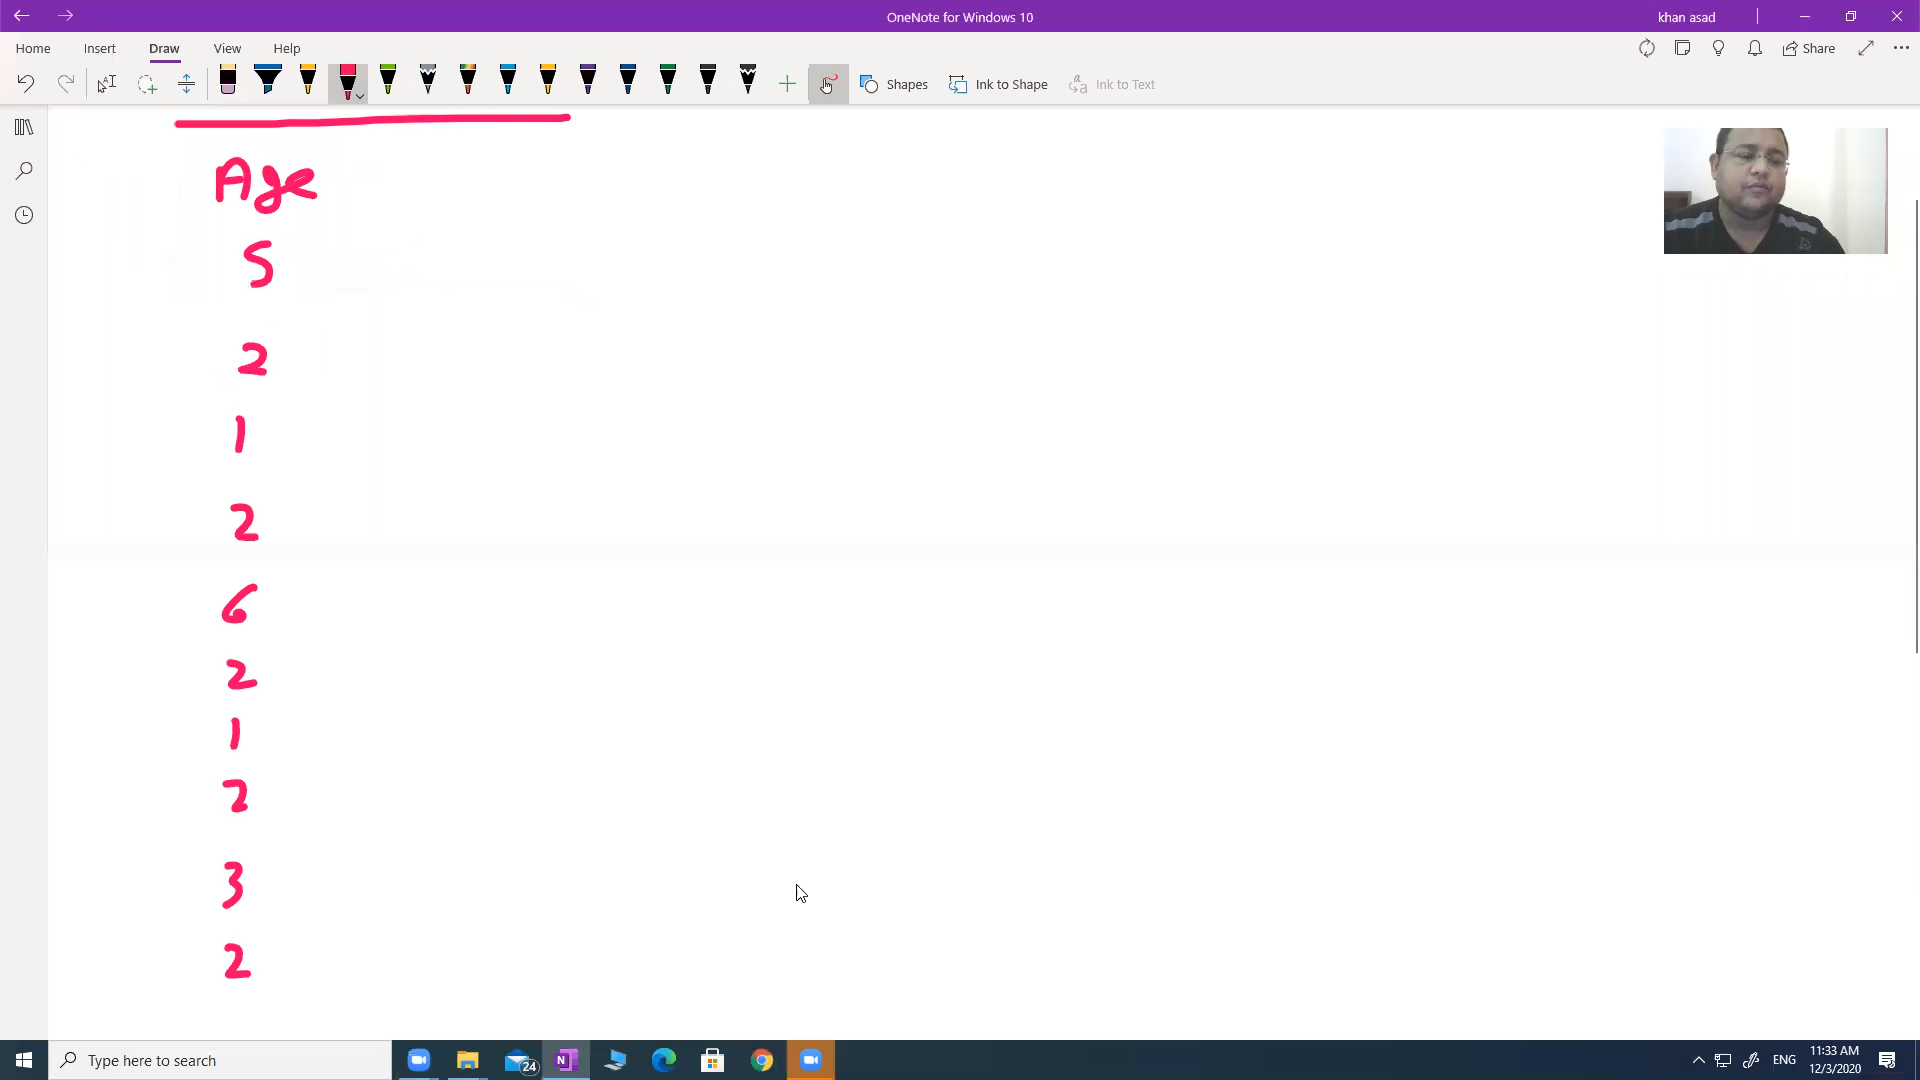 OneNote for Windows 10
khan asad
Home Insert Draw View Help
Share
Shapes Ink to Shape Ink to Text
Age
5
2
1
2
6
2
1
2
3
2
Type here to search
24
ENG
11:33 AM
12/3/2020